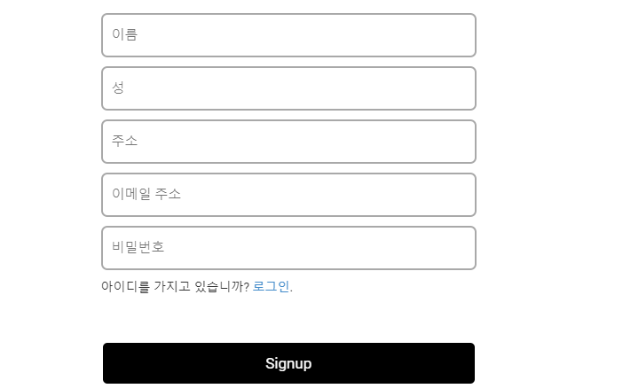 이름
성
주소
이메일 주소
비밀번호
아이디를 가지고 있습니까? 로그인.
Signup